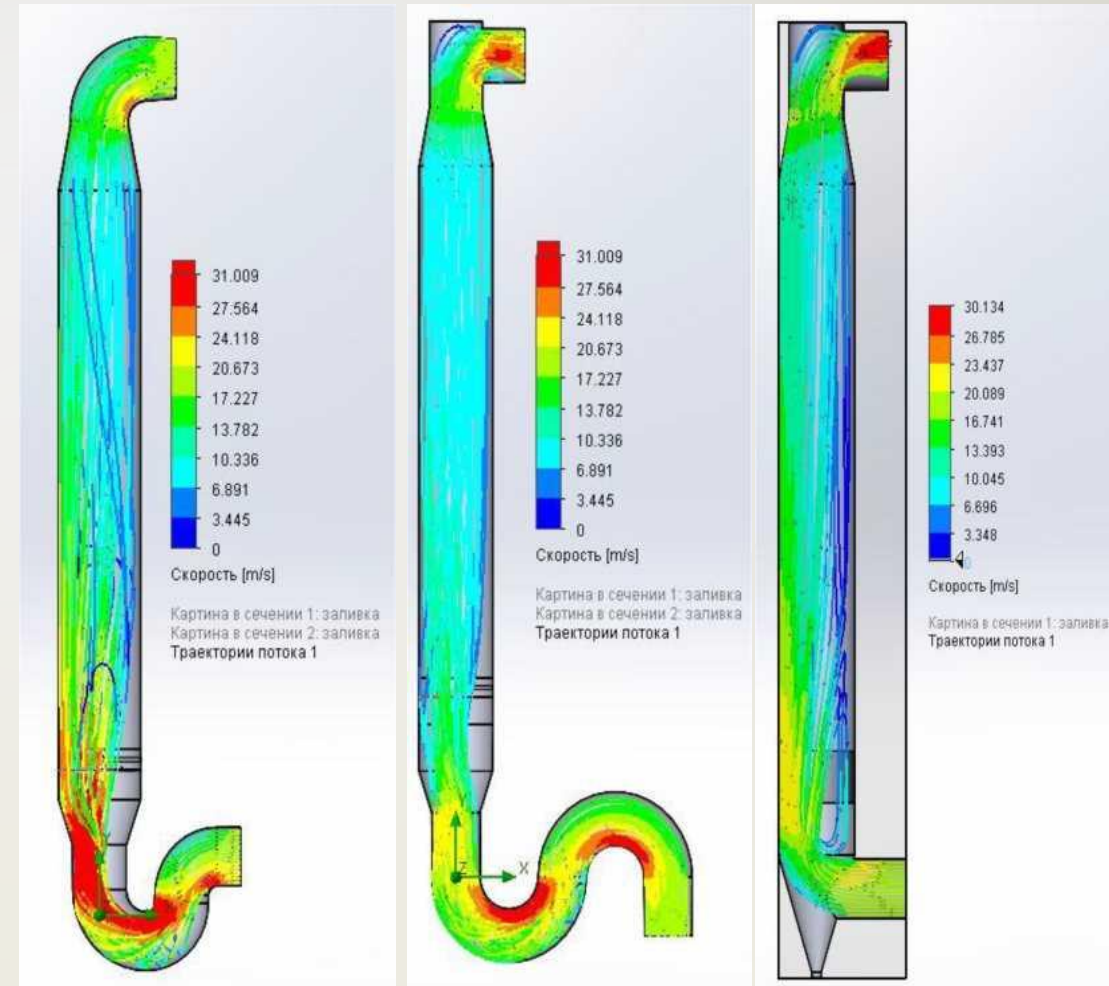 31.009
27.564
24.118
20.673
17.227
13.782
10.336
6.891
3.445
0
Скорость [m/s]
Картина в сечении 1: заливка
Картина в сечении 2: заливка
Траектории потока 1
31.009
27.564
24.118
20.673
17.227
13.782
10.336
6.891
3.445
0
Скорость [m/s]
Картина в сечении 1: заливка
Картина в сечении 2: заливка
Траектории потока 1
Z
X
30.134
26.785
23.437
20.089
16.741
13.393
10.045
6.696
3.348
0
Скорость [m/s]
Картина в сечении 1: заливка
Траектории потока 1